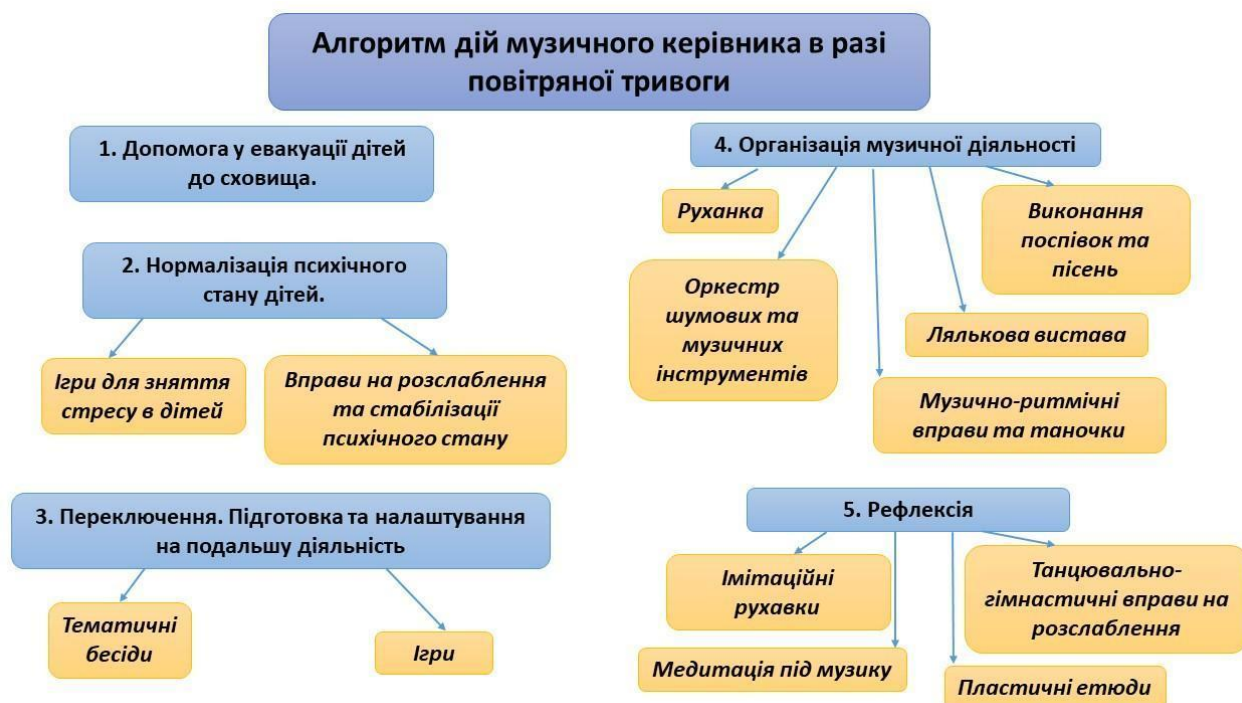 Алгоритм дій музичного керівника в разі
повітряної тривоги
1. Допомога у евакуації дітей
до сховища.
2. Нормалізація психічного
стану дітей.
Ігри для зняття
стресу в дітей
Вправи на розслаблення
та стабілізації
психічного стану
3. Переключення. Підготовка та налаштування
на подальшу діяльність
Тематичні
бесіди
Ігри
4. Організація музичної діяльності
Руханка
Оркестр
шумових та
музичних
інструментів
Виконання
поспівок та
пісень
Лялькова вистава
Музично-ритмічні
вправи та таночки
5. Рефлексія
Імітаційні
рухавки
Медитація під музику
Танцювально-
гімнастичні вправи на
розслаблення
Пластичні етюди